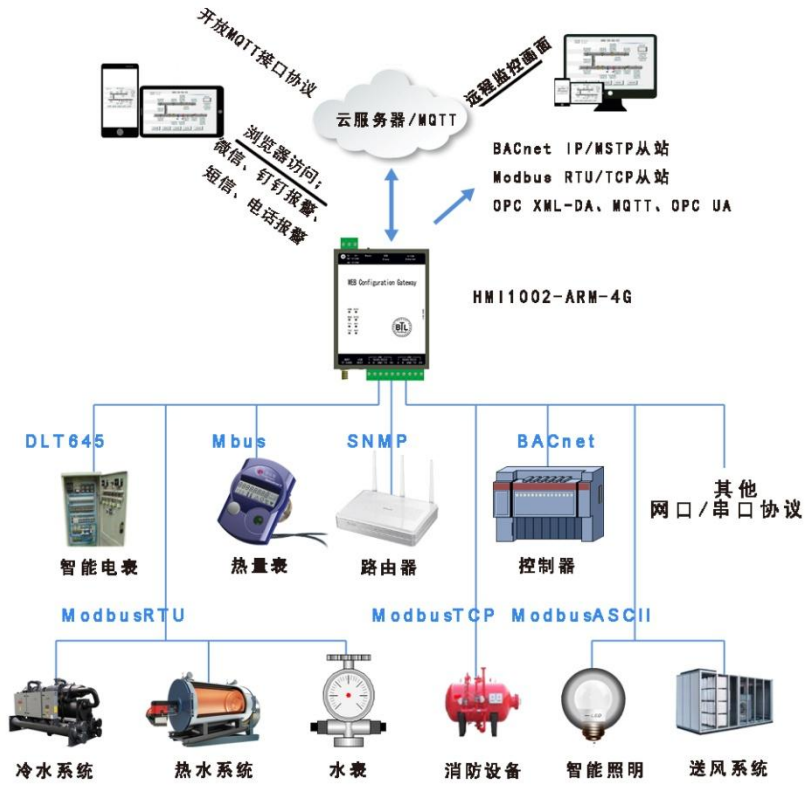 开放MQTT接口协议
云服务器/MQTT
远程监控画面
浏览器访问；
微信、钉钉报警、
短信、电话报警
BACnet IP/MSTP从站
Modbus RTU/TCP从站
OPC XML-DA、MQTT、OPC UA
WEB Configuration Gateway
BTL
HMI1002-ARM-4G
DLT645
Mbus
SNMP
BACnet
智能电表
热量表
路由器
控制器
其他
网口/串口协议
ModbusRTU
ModbusTCP
ModbusASCII
冷水系统
热水系统
水表
消防设备
智能照明
送风系统